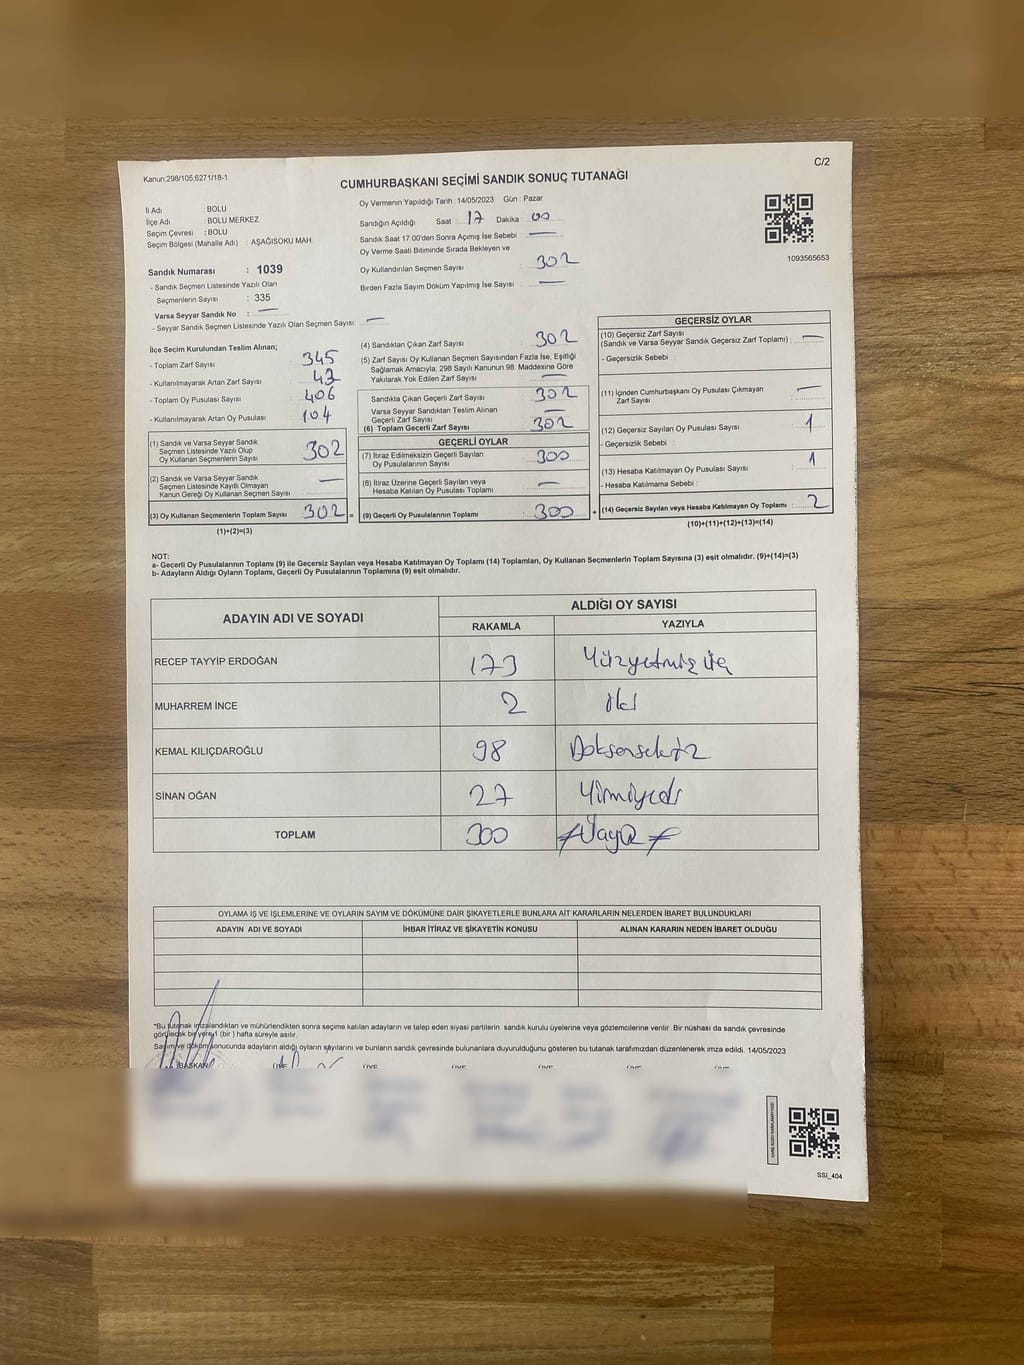 C/2
Kanun:298/105,6271/18-1
CUMHURBAŞKANI SEÇİMİ SANDIK SONUÇ TUTANAĞI
İl Adı : BOLU
İlçe Adı : BOLU MERKEZ
Seçim Çevresi : BOLU
Seçim Bölgesi (Mahalle Adı) : AŞAĞISOKU MAH
Sandık Numarası : 1039
- Sandık Seçmen Listesinde Yazılı Olan
Seçmenlerin Sayısı : 335
Varsa Seyyar Sandık No : —
- Seyyar Sandık Seçmen Listesinde Yazılı Olan Seçmen Sayısı : —
Oy Vermenin Yapıldığı Tarih :14/05/2023 Gün : Pazar
Sandığın Açıldığı Saat 17 Dakika 00
Sandık Saat 17:00'den Sonra Açımış İse Sebebi : —
Oy Verme Saati Bitiminde Sırada Bekleyen ve
Oy Kullandırılan Seçmen Sayısı : 302
Birden Fazla Sayım Döküm Yapılmış İse Sayısı : —
1093565653
İlçe Seçim Kurulundan Teslim Alınan;
- Toplam Zarf Sayısı : 345
- Kullanılmayarak Artan Zarf Sayısı : 43
- Toplam Oy Pusulası Sayısı : 406
- Kullanılmayarak Artan Oy Pusulası : 104
(1) Sandık ve Varsa Seyyar Sandık
Seçmen Listesinde Yazılı Olup
Oy Kullanan Seçmenlerin Sayısı : 302
(2) Sandık ve Varsa Seyyar Sandık
Seçmen Listesinde Kayıtlı Olmayan
Kanun Gereği Oy Kullanan Seçmen Sayısı : —
(3) Oy Kullanan Seçmenlerin Toplam Sayısı : 302 =
(1)+(2)=(3)
(4) Sandıktan Çıkan Zarf Sayısı : 302
(5) Zarf Sayısı Oy Kullanan Seçmen Sayısından Fazla İse, Eşitliği
Sağlamak Amacıyla; 298 Sayılı Kanunun 98. Maddesine Göre
Yakılarak Yok Edilen Zarf Sayısı : —
Sandıkta Çıkan Geçerli Zarf Sayısı : 302
Varsa Seyyar Sandıktan Teslim Alınan
Geçerli Zarf Sayısı : —
(6) Toplam Geçerli Zarf Sayısı : 302
GEÇERLİ OYLAR
(7) İtiraz Edilmeksizin Geçerli Sayılan
Oy Pusulalarının Sayısı : 300
(8) İtiraz Üzerine Geçerli Sayılan veya
Hesaba Katılan Oy Pusulası Toplamı : —
(9) Geçerli Oy Pusulalarının Toplamı : 300 +
GEÇERSİZ OYLAR
(10) Geçersiz Zarf Sayısı
(Sandık ve Varsa Seyyar Sandık Geçersiz Zarf Toplamı) : —
- Geçersizlik Sebebi :
(11) İçinden Cumhurbaşkanı Oy Pusulası Çıkmayan
Zarf Sayısı : —
(12) Geçersiz Sayılan Oy Pusulası Sayısı : 1
- Geçersizlik Sebebi :
(13) Hesaba Katılmayan Oy Pusulası Sayısı : 1
- Hesaba Katılmama Sebebi :
(14) Geçersiz Sayılan veya Hesaba Katılmayan Oy Toplamı : 2
(10)+(11)+(12)+(13)=(14)
NOT:
a- Geçerli Oy Pusulalarının Toplamı (9) ile Geçersiz Sayılan veya Hesaba Katılmayan Oy Toplamı (14) Toplamları, Oy Kullanan Seçmenlerin Toplam Sayısına (3) eşit olmalıdır. (9)+(14)=(3)
b- Adayların Aldığı Oyların Toplamı, Geçerli Oy Pusulalarının Toplamına (9) eşit olmalıdır.
ADAYIN ADI VE SOYADI ALDIĞI OY SAYISI
RAKAMLA YAZIYLA
RECEP TAYYİP ERDOĞAN 173 Yüzyetmiş üç
MUHARREM İNCE 2 iki
KEMAL KILIÇDAROĞLU 98 Doksansekiz
SİNAN OĞAN 27 Yirmiyedi
TOPLAM 300 Üçyüz
OYLAMA İŞ VE İŞLEMLERİNE VE OYLARIN SAYIM VE DÖKÜMÜNE DAİR ŞİKAYETLERLE BUNLARA AİT KARARLARIN NELERDEN İBARET BULUNDUKLARI
ADAYIN ADI VE SOYADI İHBAR İTİRAZ VE ŞİKAYETİN KONUSU ALINAN KARARIN NEDEN İBARET OLDUĞU
"Bu tutanak imzalandıktan ve mühürlendikten sonra seçime katılan adayların ve talep eden siyasi partilerin sandık kurulu üyelerine veya gözlemcilerine verilir. Bir nüshası da sandık çevresinde
görülecek bir yere 1 (bir ) hafta süreyle asılır.
Sayım ve döküm sonucunda adayların aldığı oyların sayılarını ve bunların sandık çevresinde bulunanlara duyurulduğunu gösteren bu tutanak tarafımızdan düzenlenerek imza edildi. 14/05/2023
BAŞKAN ÜYE ÜYE ÜYE ÜYE ÜYE ÜYE
SSI_404